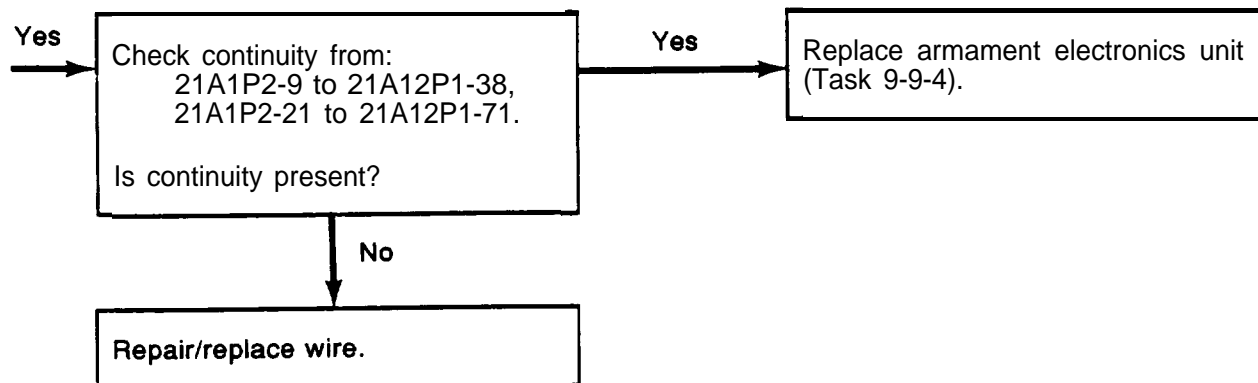 Yes
Check continuity from:
21A1P2-9 to 21A12P1-38,
21A1P2-21 to 21A12P1-71.
Is continuity present?
Yes
Replace armament electronics unit
(Task 9-9-4).
No
Repair/replace wire.